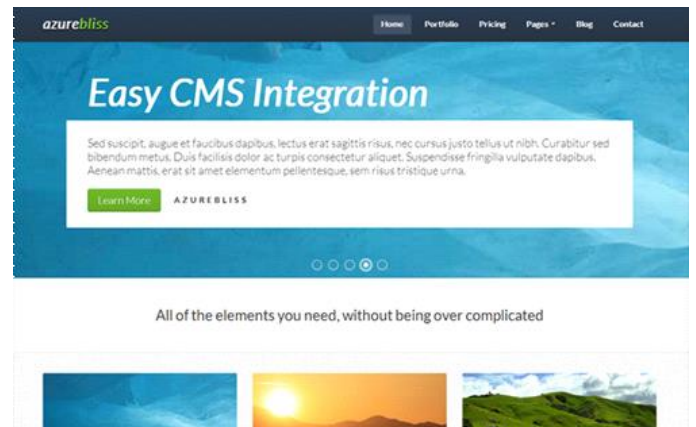 azurebliss
Home Portfolio Pricing Pages Blog Contact
Easy CMS Integration
Sed suscipit, augue et faucibus dapibus, lectus erat sagittis risus, nec cursus justo tellus ut nibh. Curabitur sed
bibendum metus. Duis facilisis dolor ac turpis consectetur aliquet. Suspendisse fringilla vulputate dapibus.
Aenean mattis, erat sit amet elementum pellentesque, sem risus tristique urna.
Learn More AZUREBLISS
All of the elements you need, without being over complicated